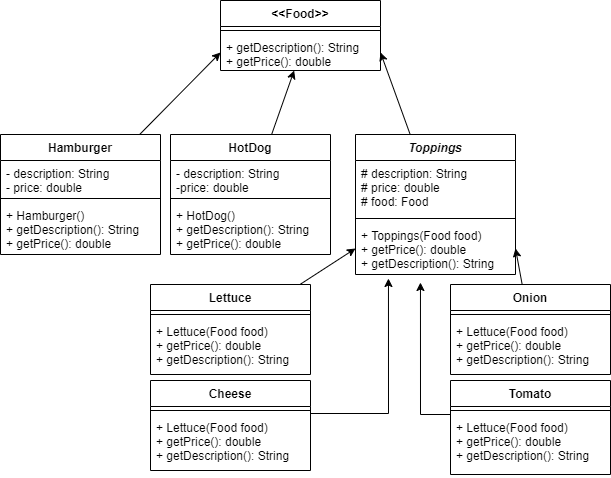 <<Food>>
+ getDescription(): String
+ getPrice(): double
Hamburger
- description: String
- price: double
+ Hamburger()
+ getDescription(): String
+ getPrice(): double
HotDog
- description: String
-price: double
+ HotDog()
+ getDescription(): String
+ getPrice(): double
Toppings
# description: String
# price: double
# food: Food
+ Toppings(Food food)
+ getPrice(): double
+ getDescription(): String
Lettuce
+ Lettuce(Food food)
+ getPrice(): double
+ getDescription(): String
Onion
+ Lettuce(Food food)
+ getPrice(): double
+ getDescription(): String
Cheese
+ Lettuce(Food food)
+ getPrice(): double
+ getDescription(): String
Tomato
+ Lettuce(Food food)
+ getPrice(): double
+ getDescription(): String